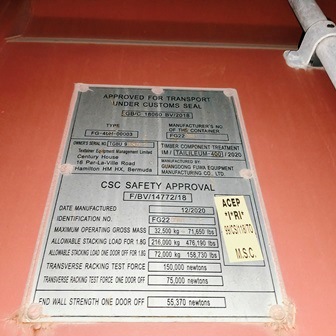 APPROVED FOR TRANSPORT
UNDER CUSTOMS SEAL
GB/C 18060 BV/2018
TYPE
MANUFACTURER'S NO
OF THE CONTAINER
FG22
OWNER'S SERIAL NO. TGBU
Textainer Equipment Management Limited
Century House
16 Par-La-Ville Road
Hamilton HM HX, Bermuda
TIMBER COMPONENT TREATMENT
IM / TAILILEUM 400 / 2020
MANUFACTURED BY
GUANGDONG FUWA EQUIPMENT
MANUFACTURING CO.,LTD
CSC SAFETY APPROVAL
F/BV/14772/18
DATE MANUFACTURED 12/2020
IDENTIFICATION NO. FG22
MAXIMUM OPERATING GROSS MASS 32,500 kg 71,650 lbs
ALLOWABLE STACKING LOAD FOR 1.8G 216,000 kg 476,190 lbs
ALLOWABLE STACKING LOAD ONE DOOR OFF FOR 1.8G 72,000 kg 158,730 lbs
TRANSVERSE RACKING TEST FORCE 150,000 newtons
TRANSVERSE RACKING TEST FORCE ONE DOOR OFF 75,000 newtons
END WALL STRENGTH ONE DOOR OFF 55,370 newtons
ACEP
M.S.C.